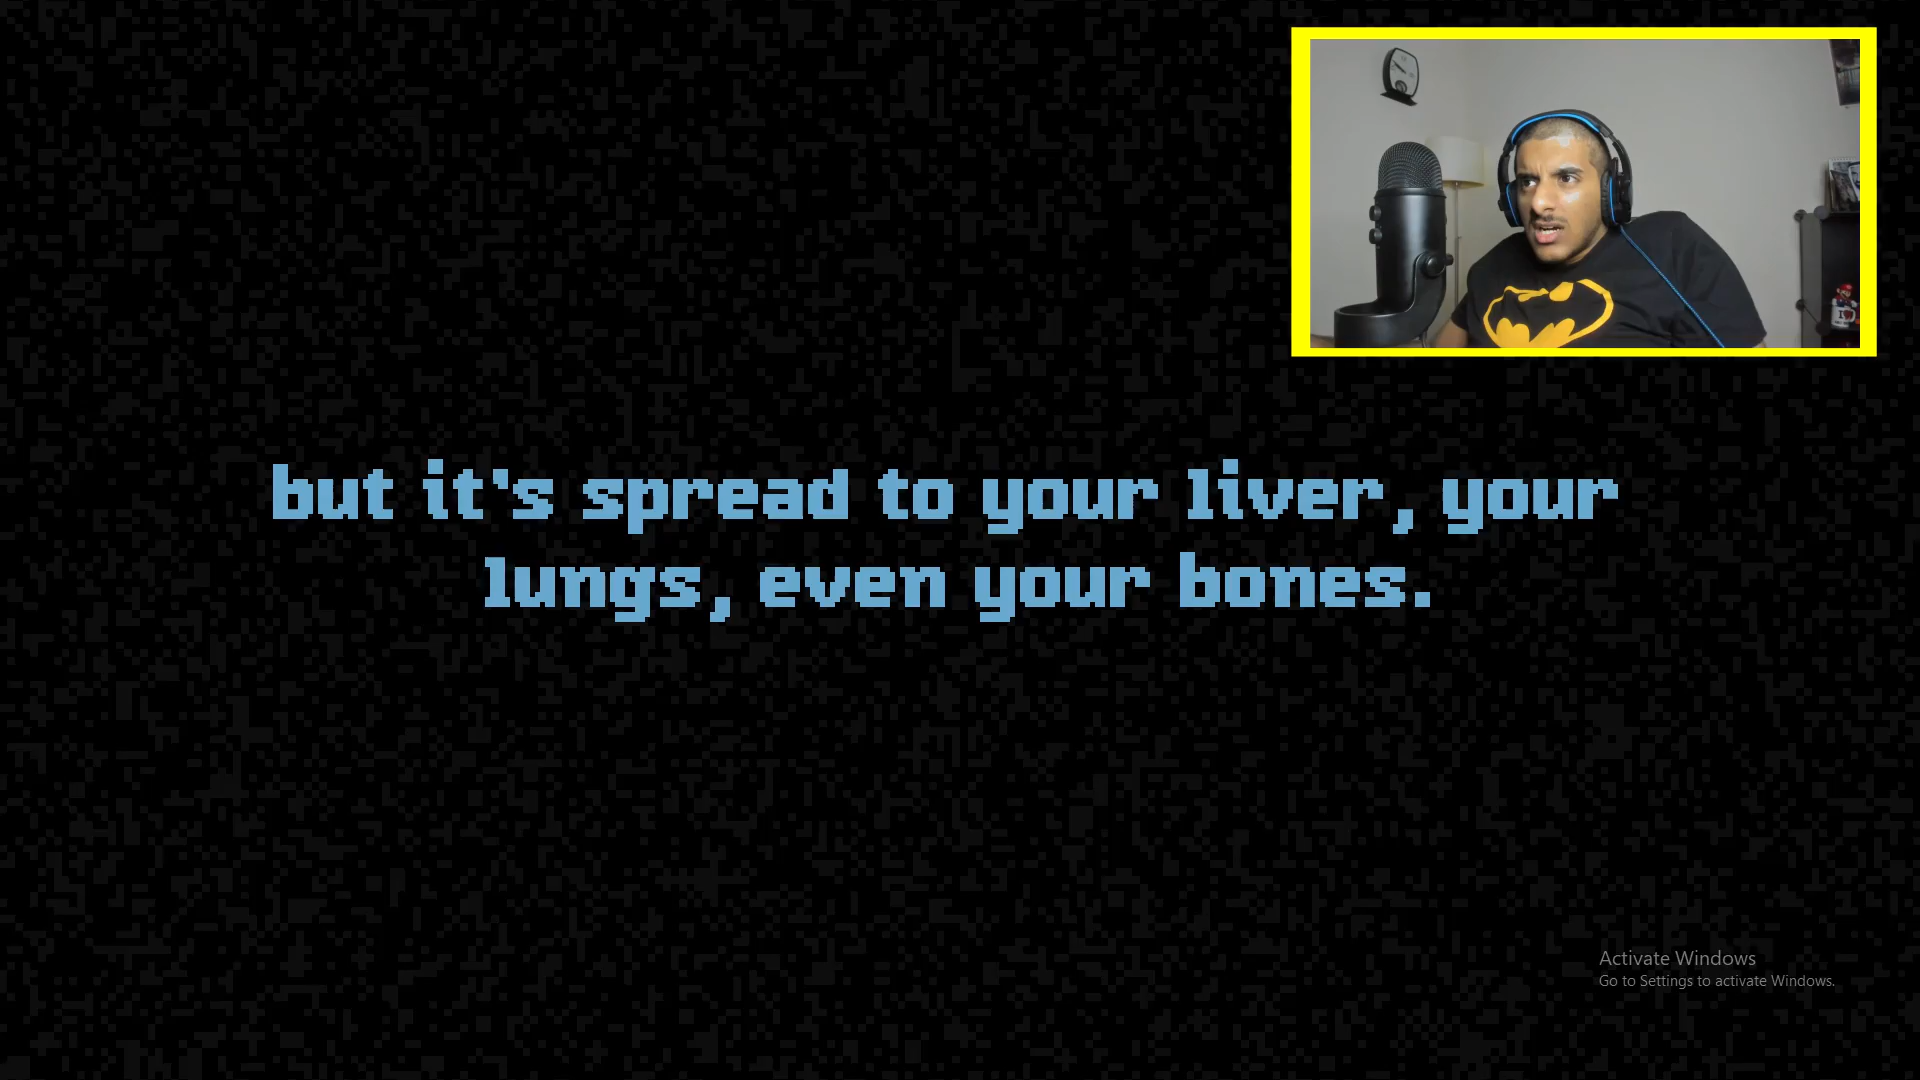 but it's spread to your liver, your
lungs, even your bones.
Activate Windows
Go to Settings to activate Windows.